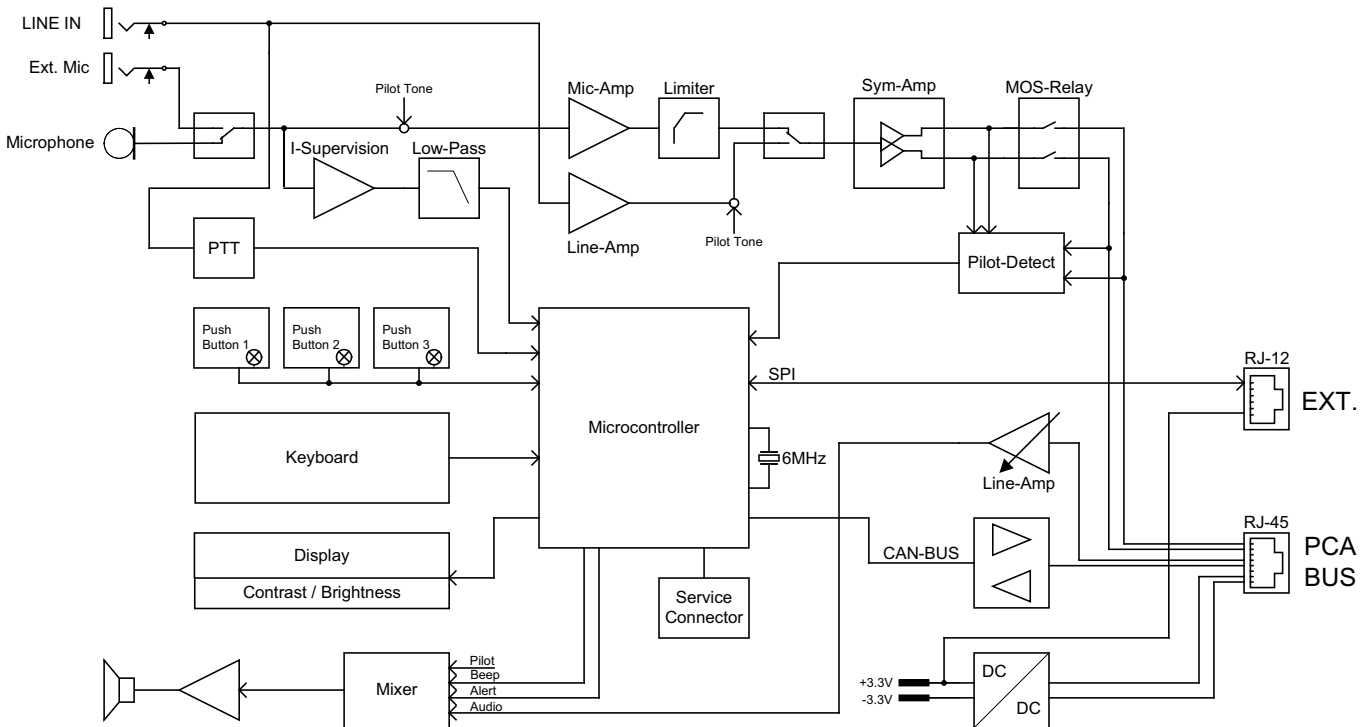 LINE IN
Ext. Mic
Microphone
Pilot Tone
I-Supervision
Low-Pass
Mic-Amp
Limiter
Line-Amp
Pilot Tone
Sym-Amp
MOS-Relay
Pilot-Detect
PTT
Push
Button 1
Push
Button 2
Push
Button 3
Keyboard
Display
Contrast / Brightness
Microcontroller
SPI
6MHz
Line-Amp
CAN-BUS
Service
Connector
RJ-12
EXT.
RJ-45
PCA
BUS
Pilot
Beep
Alert
Audio
Mixer
+3.3V
-3.3V
DC
DC